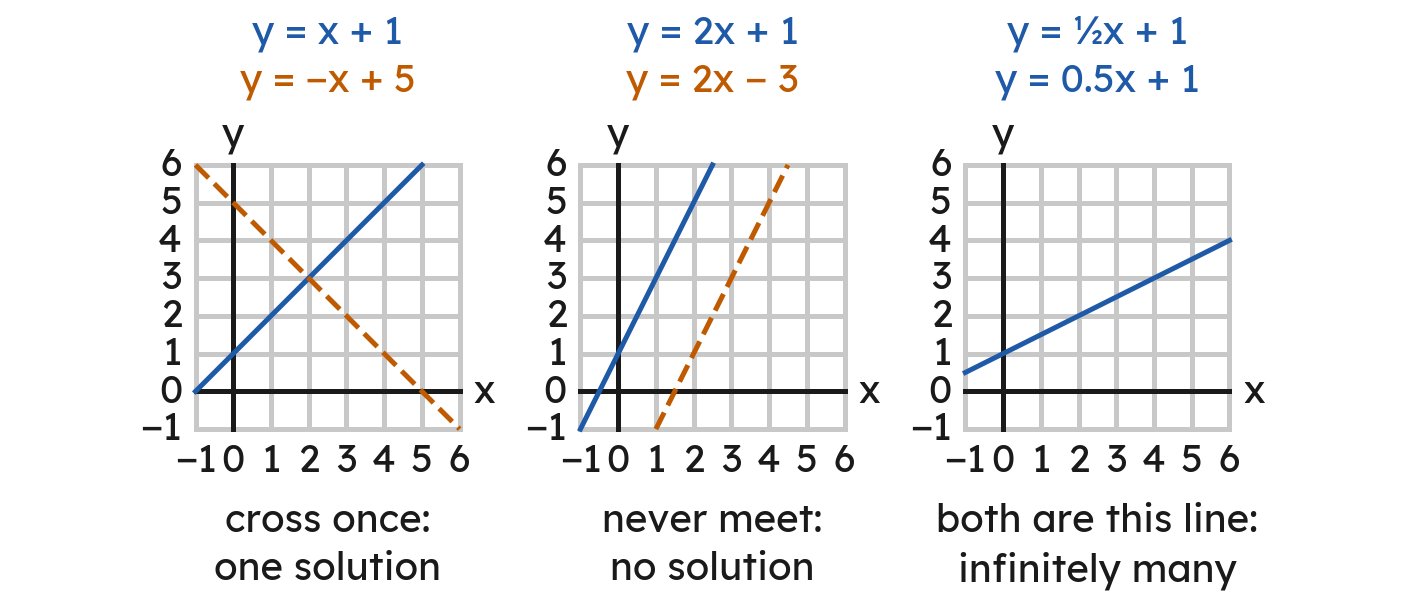 y = x + 1
y = −x + 5
y
6
5
4
3
2
1
0
−1
x
−1 0 1 2 3 4 5 6
cross once:
one solution
y = 2x + 1
y = 2x − 3
y
6
5
4
3
2
1
0
−1
x
−1 0 1 2 3 4 5 6
never meet:
no solution
y = ½x + 1
y = 0.5x + 1
y
6
5
4
3
2
1
0
−1
x
−1 0 1 2 3 4 5 6
both are this line:
infinitely many